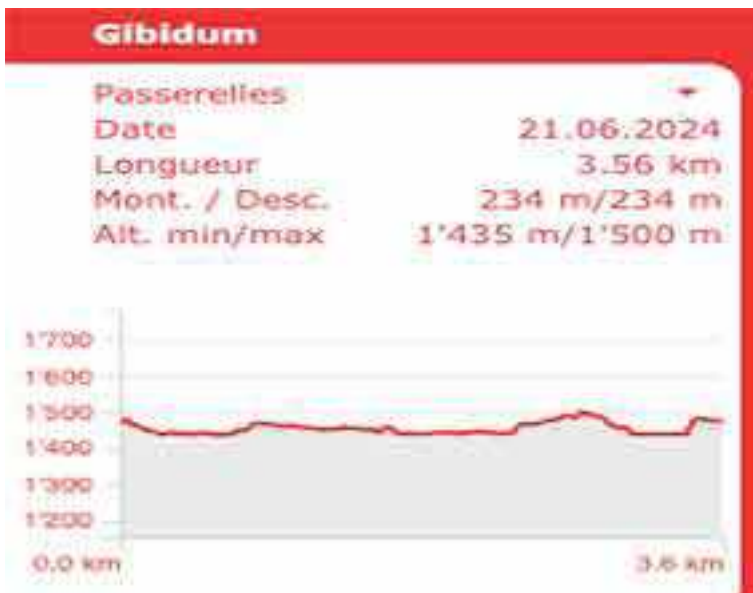 Gibidum
Passerelles
Date 21.06.2024
Longueur 3.56 km
Mont. / Desc. 234 m/234 m
Alt. min/max 1'435 m/1'500 m
1'700
1'600
1'500
1'400
1'300
1'200
0.0 km 3.6 km